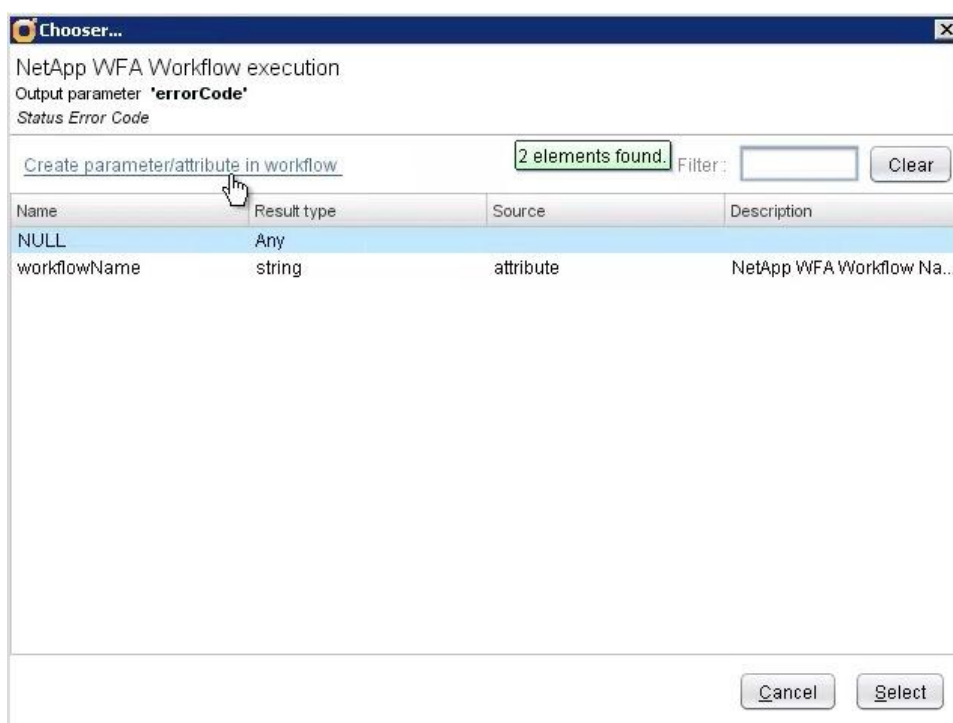 Chooser...
NetApp WFA Workflow execution
Output parameter 'errorCode'
Status Error Code
Create parameter/attribute in workflow 2 elements found. Filter : Clear
Name Result type Source Description
NULL Any
workflowName string attribute NetApp WFA Workflow Na...
Cancel Select